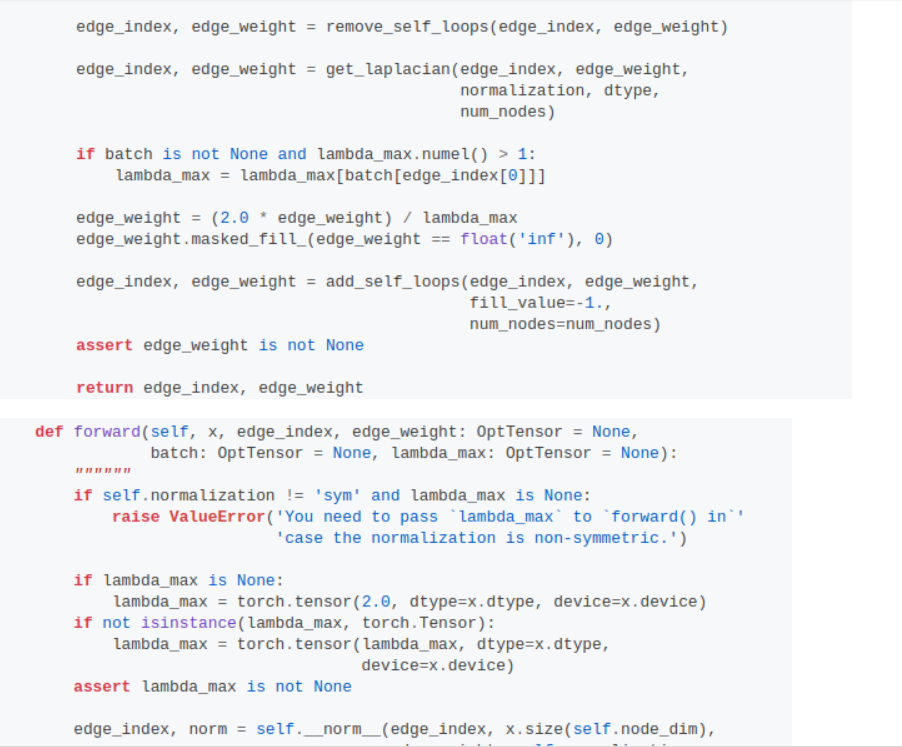 edge_index, edge_weight = remove_self_loops(edge_index, edge_weight)
edge_index, edge_weight = get_laplacian(edge_index, edge_weight,
normalization, dtype,
num_nodes)
if batch is not None and lambda_max.numel() > 1:
lambda_max = lambda_max[batch[edge_index[0]]]
edge_weight = (2.0 * edge_weight) / lambda_max
edge_weight.masked_fill_(edge_weight == float('inf'), 0)
edge_index, edge_weight = add_self_loops(edge_index, edge_weight,
fill_value=-1.,
num_nodes=num_nodes)
assert edge_weight is not None
return edge_index, edge_weight
def forward(self, x, edge_index, edge_weight: OptTensor = None,
batch: OptTensor = None, lambda_max: OptTensor = None):
""""""
if self.normalization != 'sym' and lambda_max is None:
raise ValueError('You need to pass `lambda_max` to `forward() in`'
'case the normalization is non-symmetric.')
if lambda_max is None:
lambda_max = torch.tensor(2.0, dtype=x.dtype, device=x.device)
if not isinstance(lambda_max, torch.Tensor):
lambda_max = torch.tensor(lambda_max, dtype=x.dtype,
device=x.device)
assert lambda_max is not None
edge_index, norm = self.__norm__(edge_index, x.size(self.node_dim),